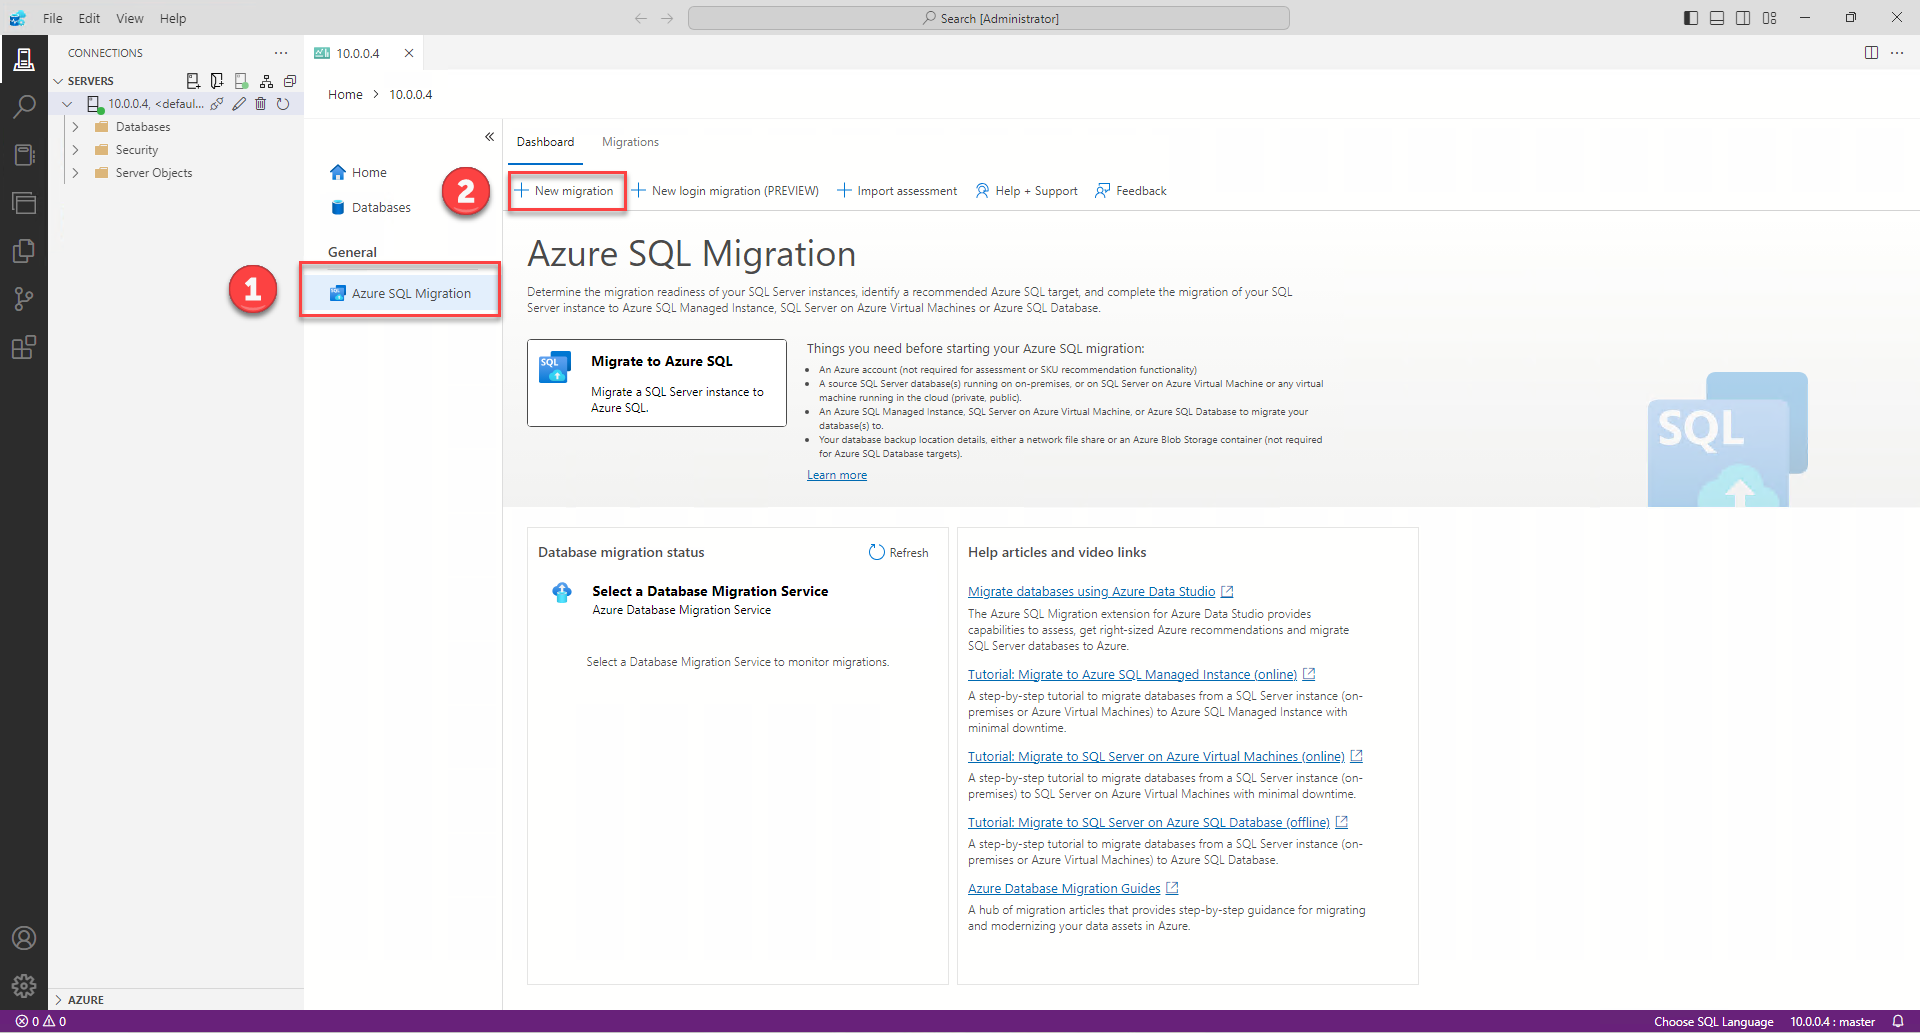 File Edit View Help
Search [Administrator]
CONNECTIONS
SERVERS
10.0.0.4, <defaul...
Databases
Security
Server Objects
AZURE
10.0.0.4
Home > 10.0.0.4
Home
Databases
General
Azure SQL Migration
1
2
Dashboard Migrations
New migration New login migration (PREVIEW) Import assessment Help + Support Feedback
Azure SQL Migration
Determine the migration readiness of your SQL Server instances, identify a recommended Azure SQL target, and complete the migration of your SQL
Server instance to Azure SQL Managed Instance, SQL Server on Azure Virtual Machines or Azure SQL Database.
SQL
Migrate to Azure SQL
Migrate a SQL Server instance to
Azure SQL.
Things you need before starting your Azure SQL migration:
• An Azure account (not required for assessment or SKU recommendation functionality)
• A source SQL Server database(s) running on on-premises, or on SQL Server on Azure Virtual Machine or any virtual
machine running in the cloud (private, public).
• An Azure SQL Managed Instance, SQL Server on Azure Virtual Machine, or Azure SQL Database to migrate your
database(s) to.
• Your database backup location details, either a network file share or an Azure Blob Storage container (not required
for Azure SQL Database targets).
Learn more
SQL
Database migration status
Refresh
Select a Database Migration Service
Azure Database Migration Service
Select a Database Migration Service to monitor migrations.
Help articles and video links
Migrate databases using Azure Data Studio
The Azure SQL Migration extension for Azure Data Studio provides
capabilities to assess, get right-sized Azure recommendations and migrate
SQL Server databases to Azure.
Tutorial: Migrate to Azure SQL Managed Instance (online)
A step-by-step tutorial to migrate databases from a SQL Server instance (on-
premises or Azure Virtual Machines) to Azure SQL Managed Instance with
minimal downtime.
Tutorial: Migrate to SQL Server on Azure Virtual Machines (online)
A step-by-step tutorial to migrate databases from a SQL Server instance (on-
premises) to SQL Server on Azure Virtual Machines with minimal downtime.
Tutorial: Migrate to SQL Server on Azure SQL Database (offline)
A step-by-step tutorial to migrate databases from a SQL Server instance (on-
premises or Azure Virtual Machines) to Azure SQL Database.
Azure Database Migration Guides
A hub of migration articles that provides step-by-step guidance for migrating
and modernizing your data assets in Azure.
0 0
Choose SQL Language 10.0.0.4 : master